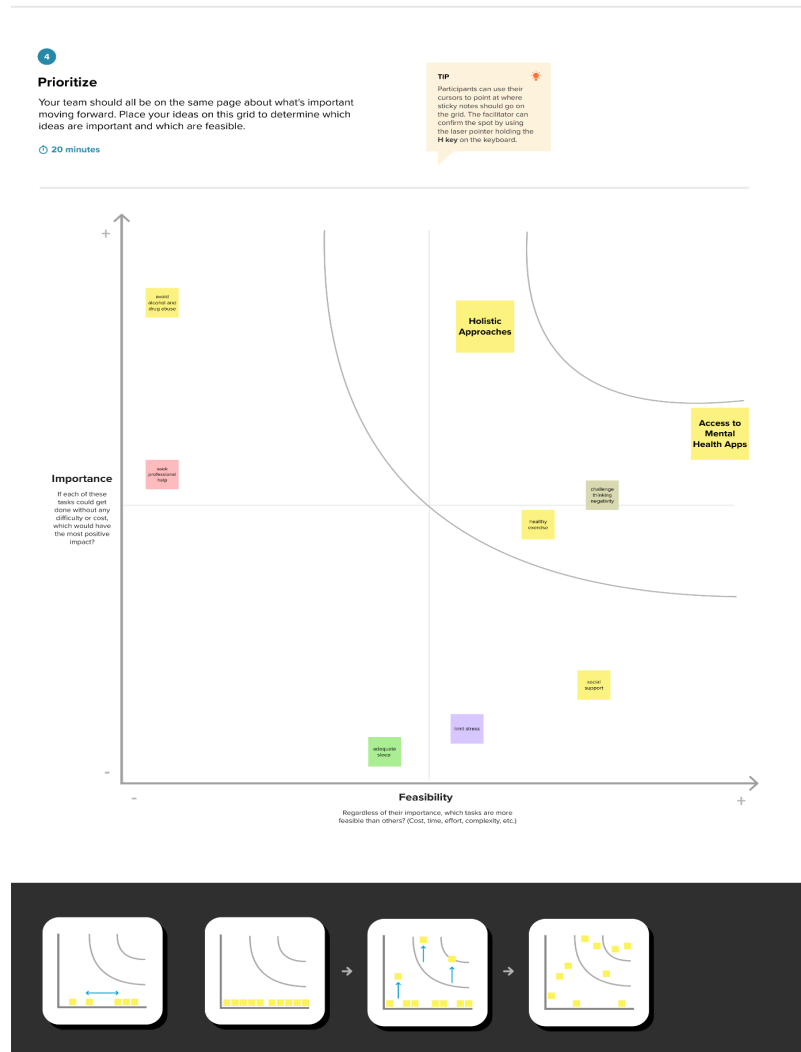 4
Prioritize
Your team should all be on the same page about what's important
moving forward. Place your ideas on this grid to determine which
ideas are important and which are feasible.
20 minutes
TIP
Participants can use their
cursors to point at where
sticky notes should go on
the grid. The facilitator can
confirm the spot by using
the laser pointer holding the
H key on the keyboard.
+
avoid
alcohol and
drug abuse
Holistic
Approaches
Access to
Mental
Health Apps
seek
professional
help
challenge
thinking
negativity
healthy
exercise
Importance
If each of these
tasks could get
done without any
difficulty or cost,
which would have
the most positive
impact?
social
support
limit stress
adequate
sleep
-
-
Feasibility
+
Regardless of their importance, which tasks are more
feasible than others? (Cost, time, effort, complexity, etc.)